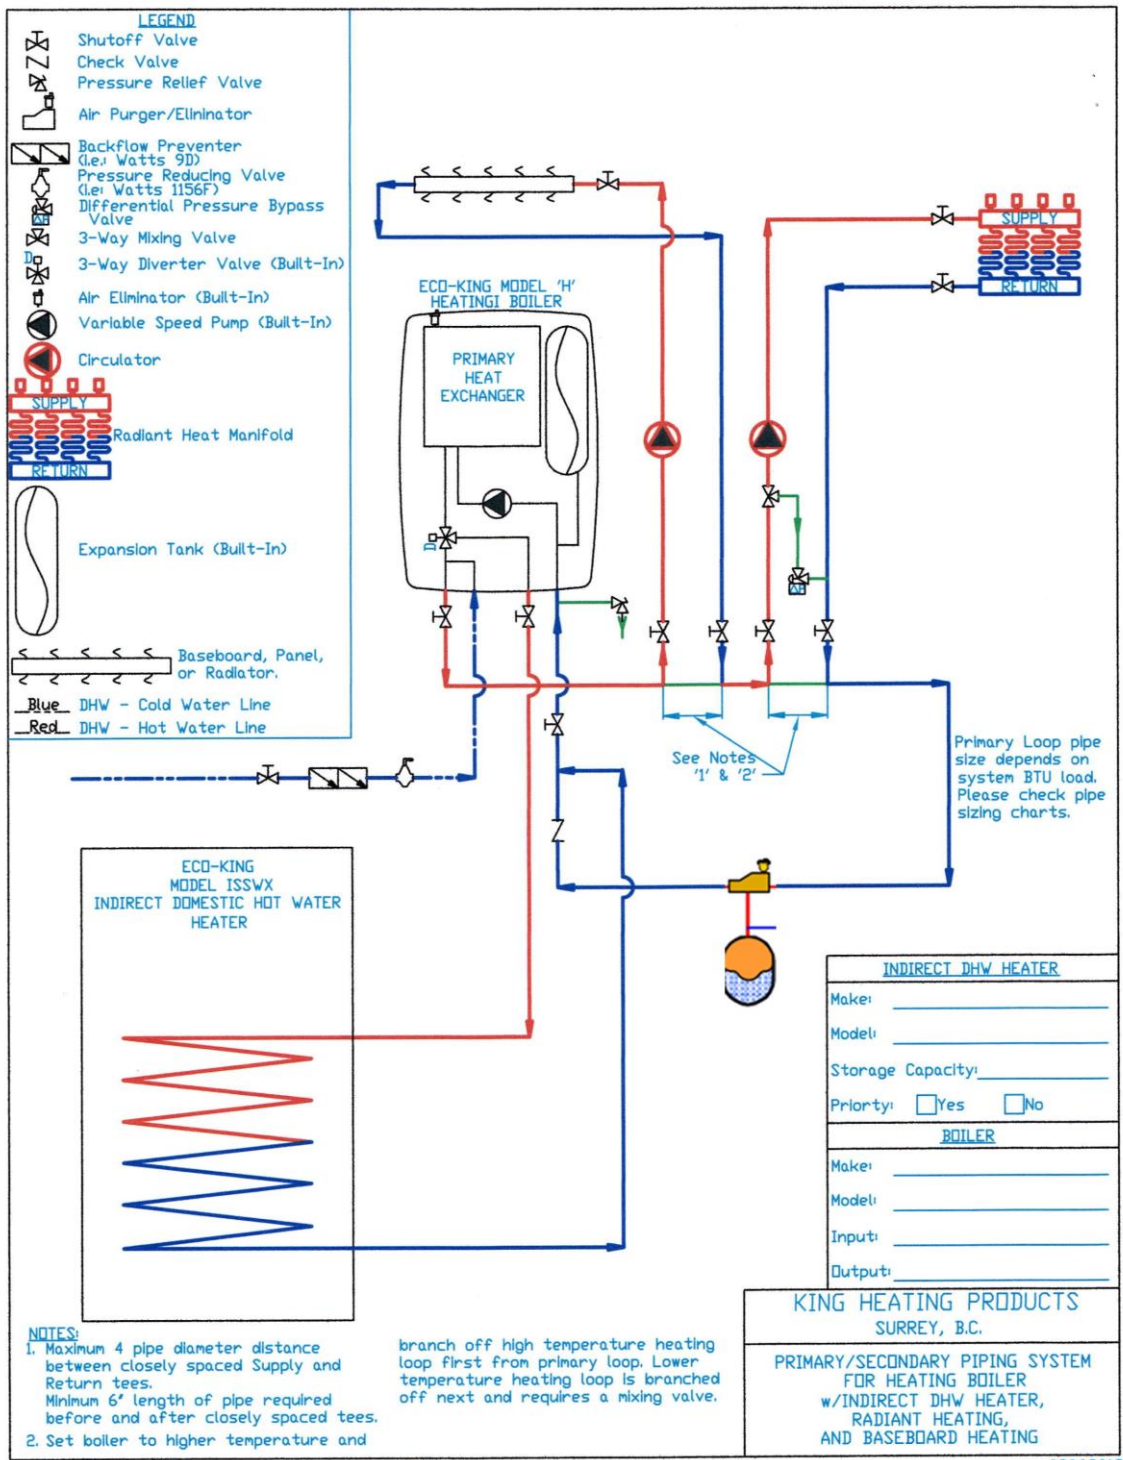 LEGEND
Shutoff Valve
Check Valve
Pressure Relief Valve
Air Purger/Eliminator
Backflow Preventer
(i.e.: Watts 9D)
Pressure Reducing Valve
(i.e: Watts 1156F)
Differential Pressure Bypass
ΔP Valve
3-Way Mixing Valve
D
3-Way Diverter Valve (Built-In)
Air Eliminator (Built-In)
Variable Speed Pump (Built-In)
Circulator
SUPPLY
Radiant Heat Manifold
RETURN
Expansion Tank (Built-In)
Baseboard, Panel,
or Radiator.
Blue DHW - Cold Water Line
Red DHW - Hot Water Line
ECO-KING MODEL 'H'
HEATINGI BOILER
PRIMARY
HEAT
EXCHANGER
D
SUPPLY
RETURN
ΔP
See Notes
'1' & '2'
Primary Loop pipe
size depends on
system BTU load.
Please check pipe
sizing charts.
ECO-KING
MODEL ISSWX
INDIRECT DOMESTIC HOT WATER
HEATER
INDIRECT DHW HEATER
Make:
Model:
Storage Capacity:
Priorty: Yes No
BOILER
Make:
Model:
Input:
Output:
KING HEATING PRODUCTS
SURREY, B.C.
PRIMARY/SECONDARY PIPING SYSTEM
FOR HEATING BOILER
w/INDIRECT DHW HEATER,
RADIANT HEATING,
AND BASEBOARD HEATING
NOTES:
1. Maximum 4 pipe diameter distance
between closely spaced Supply and
Return tees.
Minimum 6" length of pipe required
before and after closely spaced tees.
2. Set boiler to higher temperature and
branch off high temperature heating
loop first from primary loop. Lower
temperature heating loop is branched
off next and requires a mixing valve.